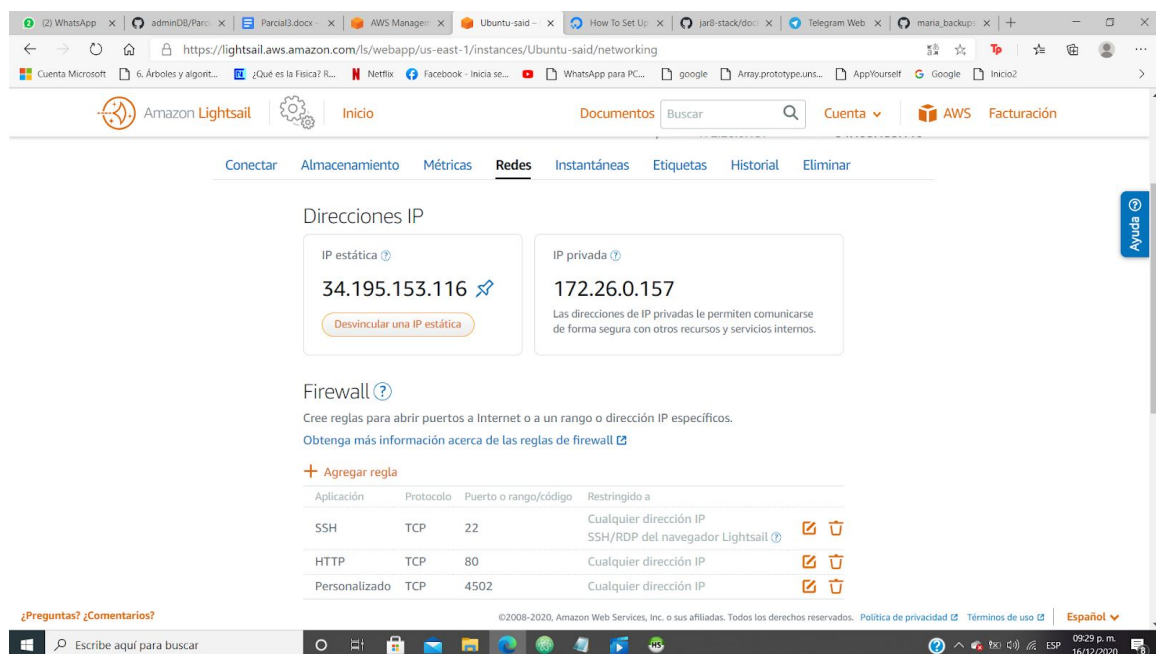 (2) WhatsApp adminDB/Parci Parcial3.docx - AWS Managem Ubuntu-said – How To Set Up jar8-stack/doc Telegram Web maria_backup
https://lightsail.aws.amazon.com/ls/webapp/us-east-1/instances/Ubuntu-said/networking
Cuenta Microsoft 6. Árboles y algorit... ¿Qué es la Física? R... Netflix Facebook - Inicia se... WhatsApp para PC... google Array.prototype.uns... AppYourself Google Inicio2
Amazon Lightsail Inicio Documentos Buscar Cuenta AWS Facturación
Conectar Almacenamiento Métricas Redes Instantáneas Etiquetas Historial Eliminar
Ayuda
Direcciones IP
IP estática IP privada
34.195.153.116 172.26.0.157
Desvincular una IP estática
Las direcciones de IP privadas le permiten comunicarse
de forma segura con otros recursos y servicios internos.
Firewall
Cree reglas para abrir puertos a Internet o a un rango o dirección IP específicos.
Obtenga más información acerca de las reglas de firewall
+ Agregar regla
Aplicación Protocolo Puerto o rango/código Restringido a
SSH TCP 22 Cualquier dirección IP
SSH/RDP del navegador Lightsail
HTTP TCP 80 Cualquier dirección IP
Personalizado TCP 4502 Cualquier dirección IP
¿Preguntas? ¿Comentarios? ©2008-2020, Amazon Web Services, Inc. o sus afiliadas. Todos los derechos reservados. Política de privacidad Términos de uso Español
Escribe aquí para buscar ESP 09:29 p. m.
16/12/2020